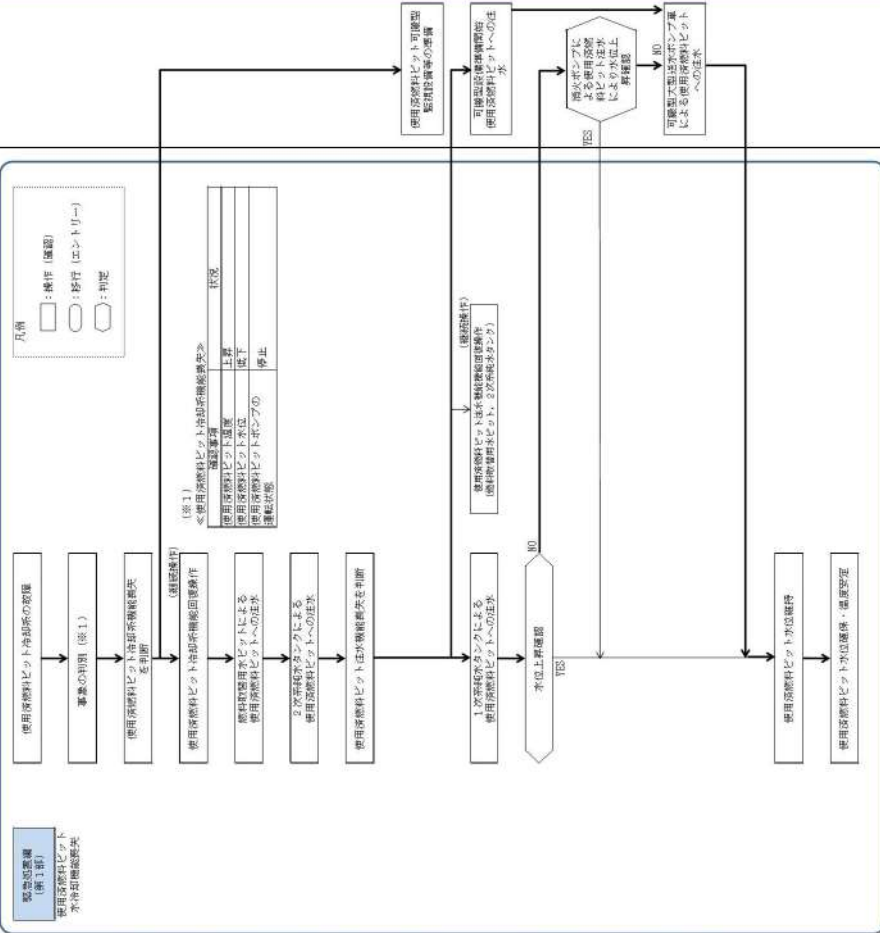 緊急処置編
(第1部)
使用済燃料ピット
水冷却機能喪失
使用済燃料ピット冷却系の故障
事象の判別 (※1)
使用済燃料ピット冷却系機能喪失
を判断
(継続操作)
使用済燃料ピット冷却系機能回復操作
燃料取替用水ピットによる
使用済燃料ピットへの注水
2次系純水タンクによる
使用済燃料ピットへの注水
使用済燃料ピット注水機能喪失を判断
1次系純水タンクによる
使用済燃料ピットへの注水
水位上昇確認
NO
YES
使用済燃料ピット水位維持
使用済燃料ピット水位確保・温度安定
凡例
:操作 (確認)
:移行 (エントリー)
:判定
(※1)
≪使用済燃料ピット冷却系機能喪失≫
確認事項 状況
使用済燃料ピット温度 上昇
使用済燃料ピット水位 低下
使用済燃料ピットポンプの 停止
運転状態
(継続操作)
使用済燃料ピット注水機能機能回復操作
(燃料取替用水ピット、2次系純水タンク)
使用済燃料ピット可搬型
監視設備等の準備
可搬型設備準備開始
使用済燃料ピットへの注
水
消火ポンプに
よる使用済燃
料ピット注水
により水位上
昇確認
YES
NO
可搬型大型送水ポンプ車
による使用済燃料ピット
への注水